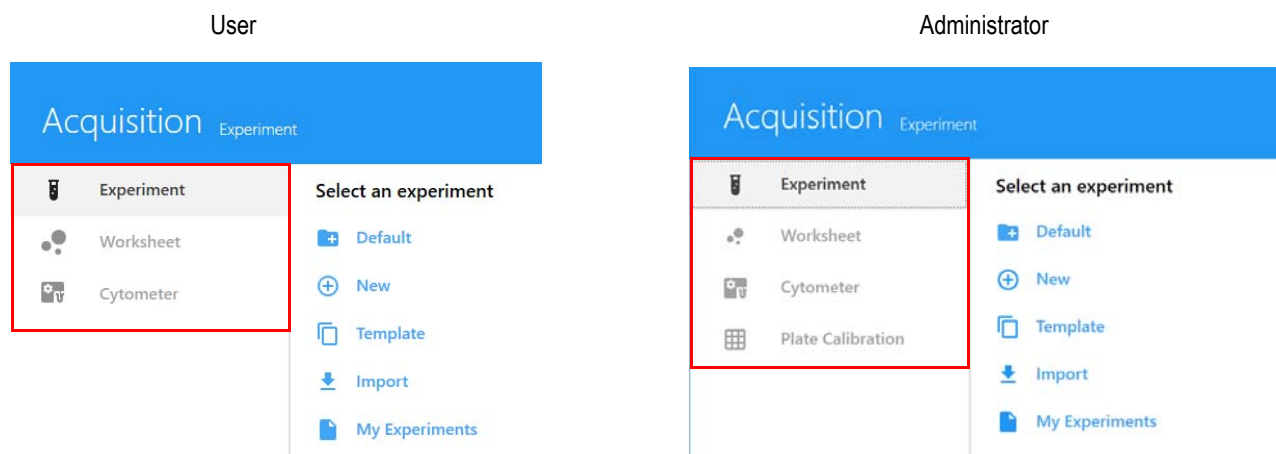 User
Acquisition Experiment
Experiment
Worksheet
Cytometer
Select an experiment
Default
New
Template
Import
My Experiments
Administrator
Acquisition Experiment
Experiment
Worksheet
Cytometer
Plate Calibration
Select an experiment
Default
New
Template
Import
My Experiments